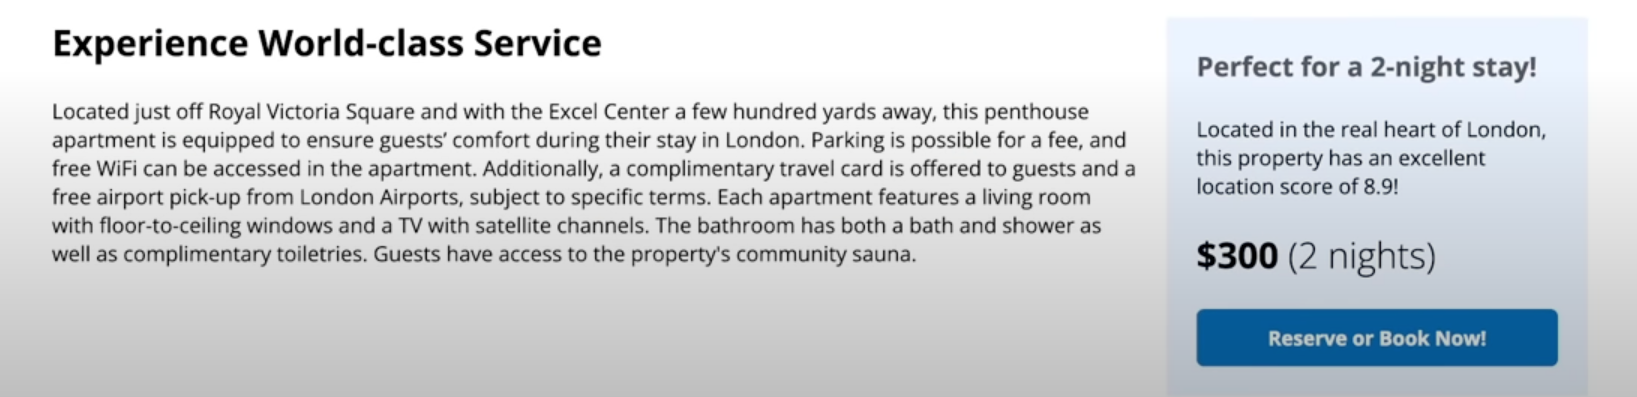 Experience World-class Service
Located just off Royal Victoria Square and with the Excel Center a few hundred yards away, this penthouse
apartment is equipped to ensure guests’ comfort during their stay in London. Parking is possible for a fee, and
free WiFi can be accessed in the apartment. Additionally, a complimentary travel card is offered to guests and a
free airport pick-up from London Airports, subject to specific terms. Each apartment features a living room
with floor-to-ceiling windows and a TV with satellite channels. The bathroom has both a bath and shower as
well as complimentary toiletries. Guests have access to the property's community sauna.
Perfect for a 2-night stay!
Located in the real heart of London,
this property has an excellent
location score of 8.9!
$300 (2 nights)
Reserve or Book Now!